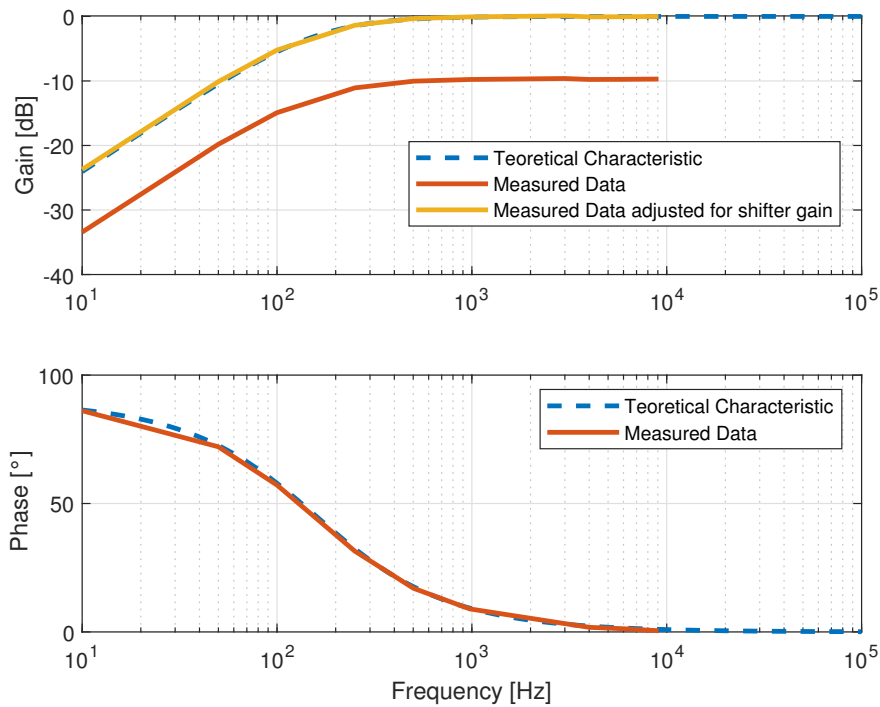 0
-10
-20
-30
-40
Gain [dB]
Teoretical Characteristic
Measured Data
Measured Data adjusted for shifter gain
10^1
10^2
10^3
10^4
10^5
100
50
0
Phase [°]
Teoretical Characteristic
Measured Data
10^1
10^2
10^3
10^4
10^5
Frequency [Hz]